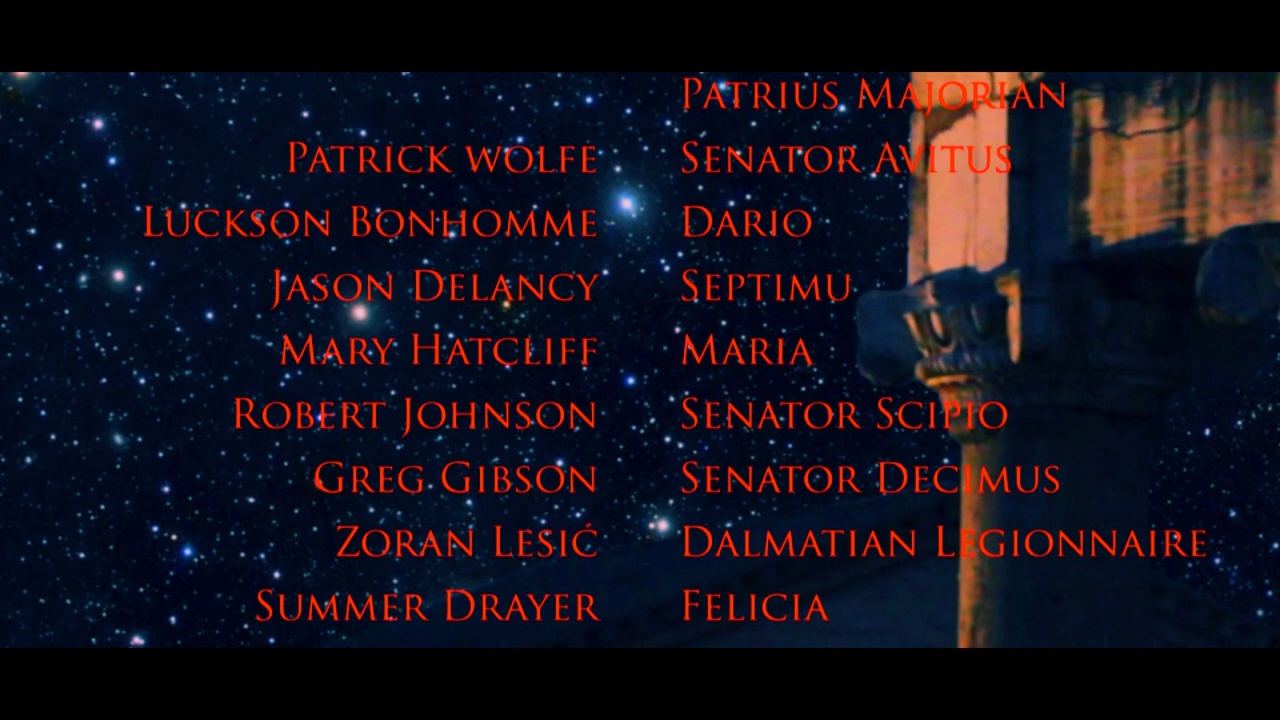 Patrius Majorian
Patrick wolfe Senator Avitus
Luckson Bonhomme Dario
Jason Delancy Septimu
Mary Hatcliff Maria
Robert Johnson Senator Scipio
Greg Gibson Senator Decimus
Zoran Lesić Dalmatian Legionnaire
Summer Drayer Felicia